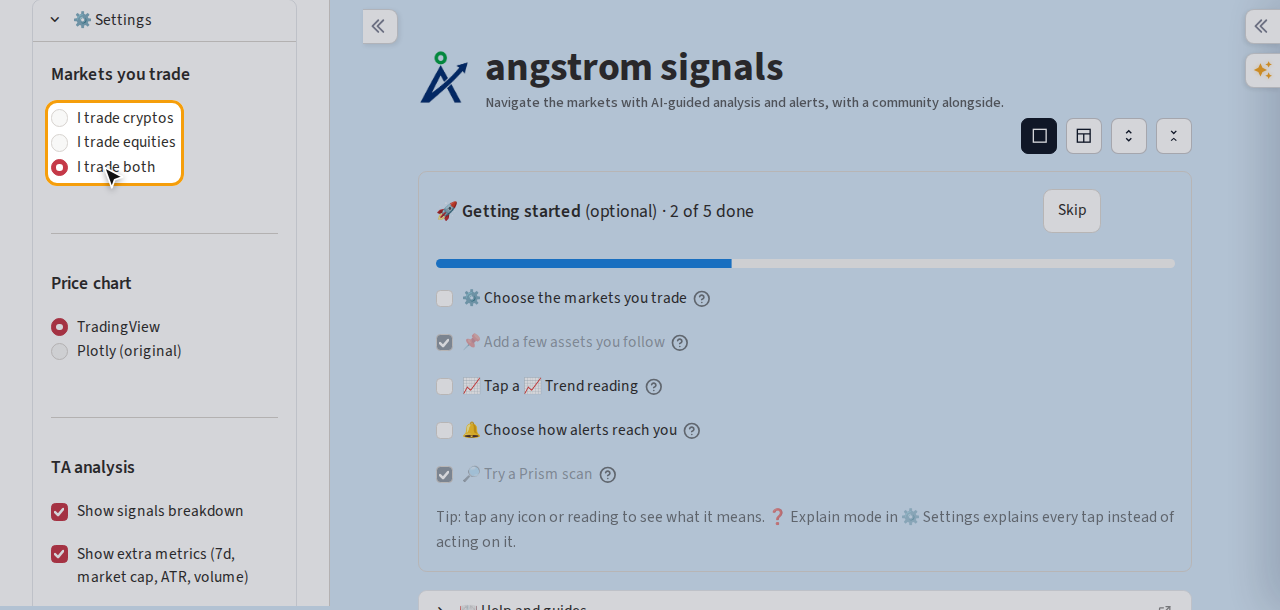 ⚙️ Settings
Markets you trade
I trade cryptos
I trade equities
I trade both
Price chart
TradingView
Plotly (original)
TA analysis
Show signals breakdown
Show extra metrics (7d,
market cap, ATR, volume)
angstrom signals
Navigate the markets with AI-guided analysis and alerts, with a community alongside.
🚀 Getting started (optional) · 2 of 5 done
Skip
⚙️ Choose the markets you trade
📌 Add a few assets you follow
📈 Tap a 📈 Trend reading
🔔 Choose how alerts reach you
🔎 Try a Prism scan
Tip: tap any icon or reading to see what it means. ❓ Explain mode in ⚙️ Settings explains every tap instead of
acting on it.
Help and guides